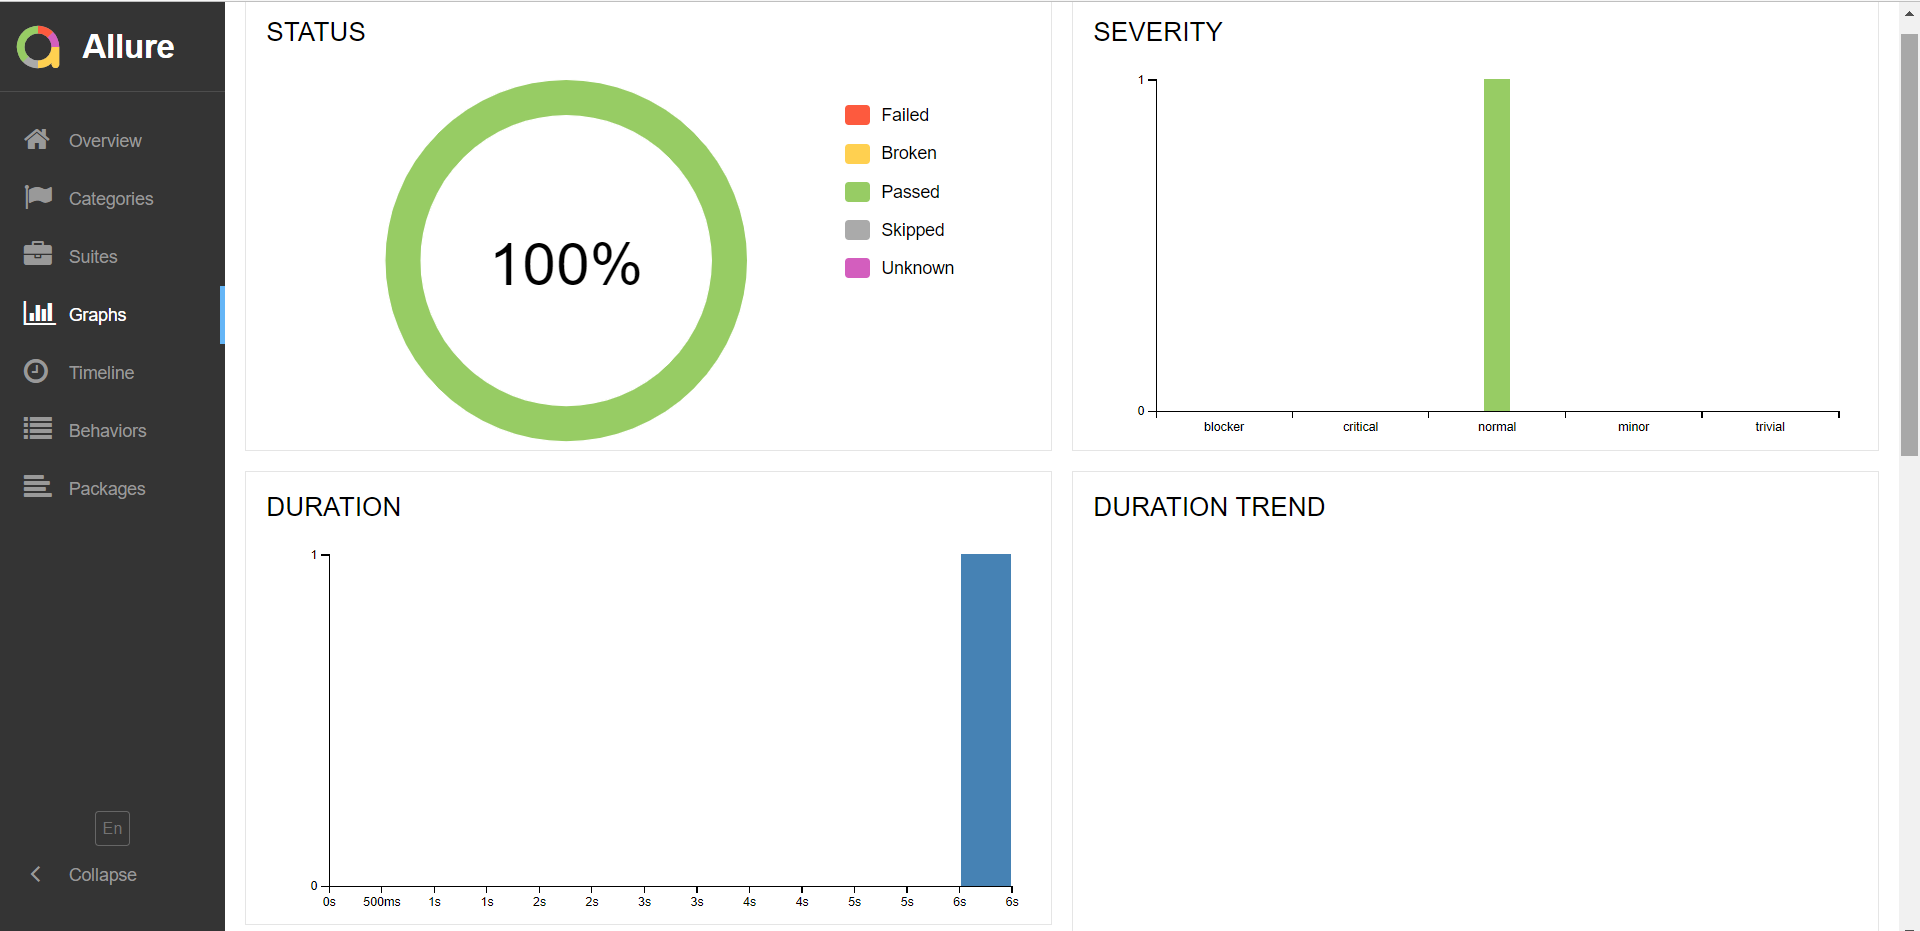 Allure
Overview
Categories
Suites
Graphs
Timeline
Behaviors
Packages
En
Collapse
STATUS
100%
Failed
Broken
Passed
Skipped
Unknown
SEVERITY
1
0
blocker critical normal minor trivial
DURATION
1
0
0s 500ms 1s 1s 2s 2s 3s 3s 4s 4s 5s 5s 6s 6s
DURATION TREND